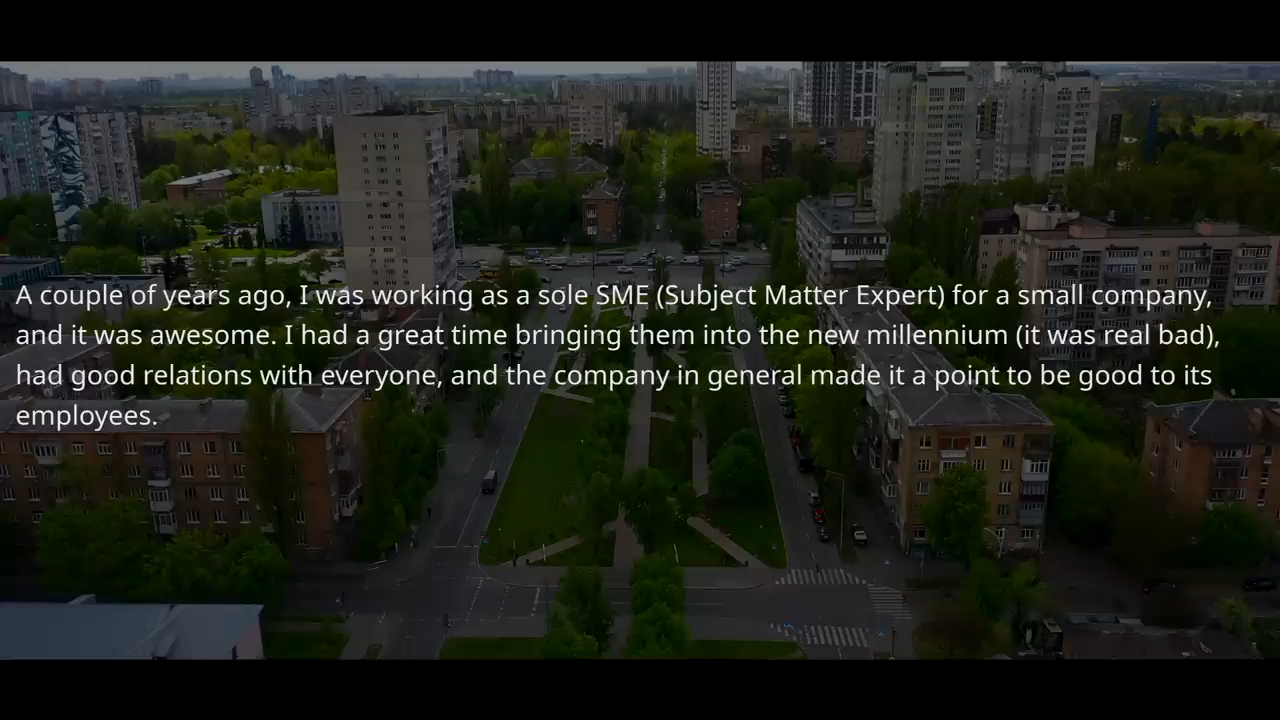 A couple of years ago, I was working as a sole SME (Subject Matter Expert) for a small company,
and it was awesome. I had a great time bringing them into the new millennium (it was real bad),
had good relations with everyone, and the company in general made it a point to be good to its
employees.